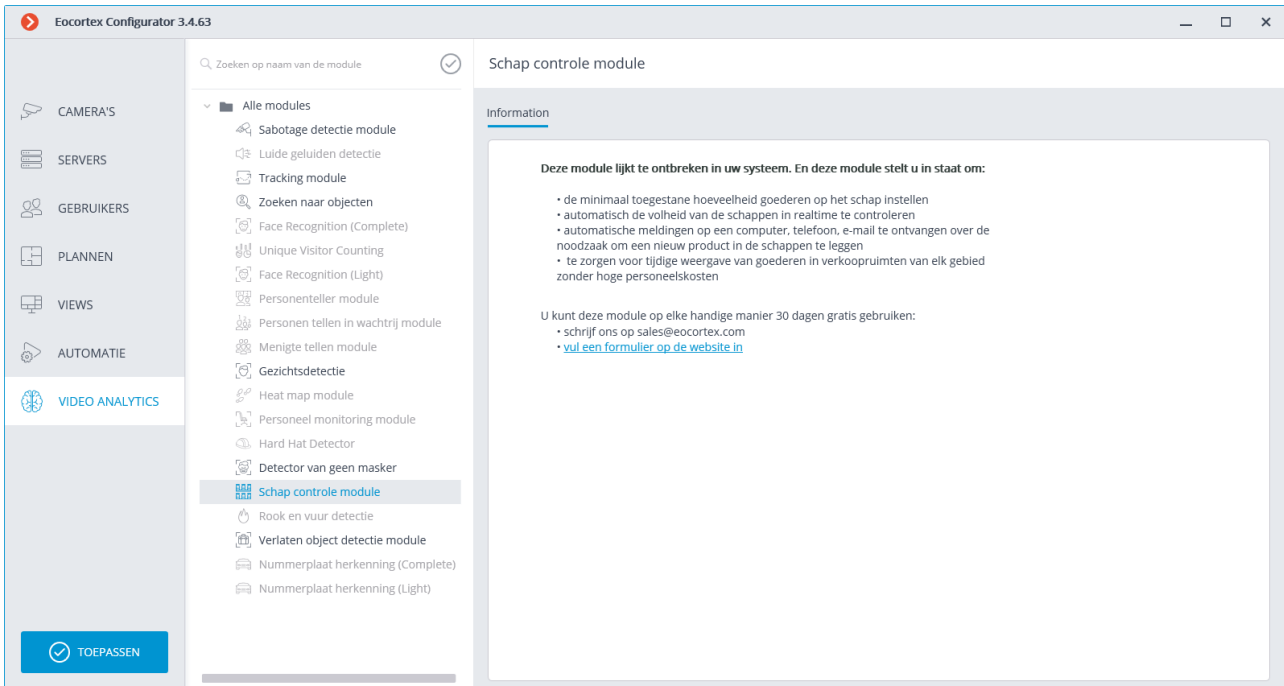 Eocortex Configurator 3.4.63
CAMERA'S
SERVERS
GEBRUIKERS
PLANNEN
VIEWS
AUTOMATIE
VIDEO ANALYTICS
TOEPASSEN
Zoeken op naam van de module
Alle modules
Sabotage detectie module
Luide geluiden detectie
Tracking module
Zoeken naar objecten
Face Recognition (Complete)
Unique Visitor Counting
Face Recognition (Light)
Personenteller module
Personen tellen in wachtrij module
Menigte tellen module
Gezichtsdetectie
Heat map module
Personeel monitoring module
Hard Hat Detector
Detector van geen masker
Schap controle module
Rook en vuur detectie
Verlaten object detectie module
Nummerplaat herkenning (Complete)
Nummerplaat herkenning (Light)
Schap controle module
Information
Deze module lijkt te ontbreken in uw systeem. En deze module stelt u in staat om:
• de minimaal toegestane hoeveelheid goederen op het schap instellen
• automatisch de volheid van de schappen in realtime te controleren
• automatische meldingen op een computer, telefoon, e-mail te ontvangen over de
noodzaak om een nieuw product in de schappen te leggen
• te zorgen voor tijdige weergave van goederen in verkoopruimten van elk gebied
zonder hoge personeelskosten
U kunt deze module op elke handige manier 30 dagen gratis gebruiken:
• schrijf ons op sales@eocortex.com
• vul een formulier op de website in